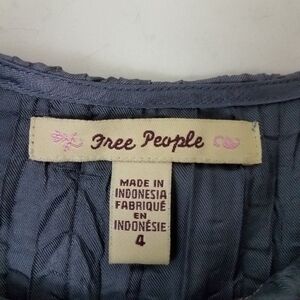 Free People
MADE IN
INDONESIA
FABRIQUÉ
EN
INDONÉSIE
4